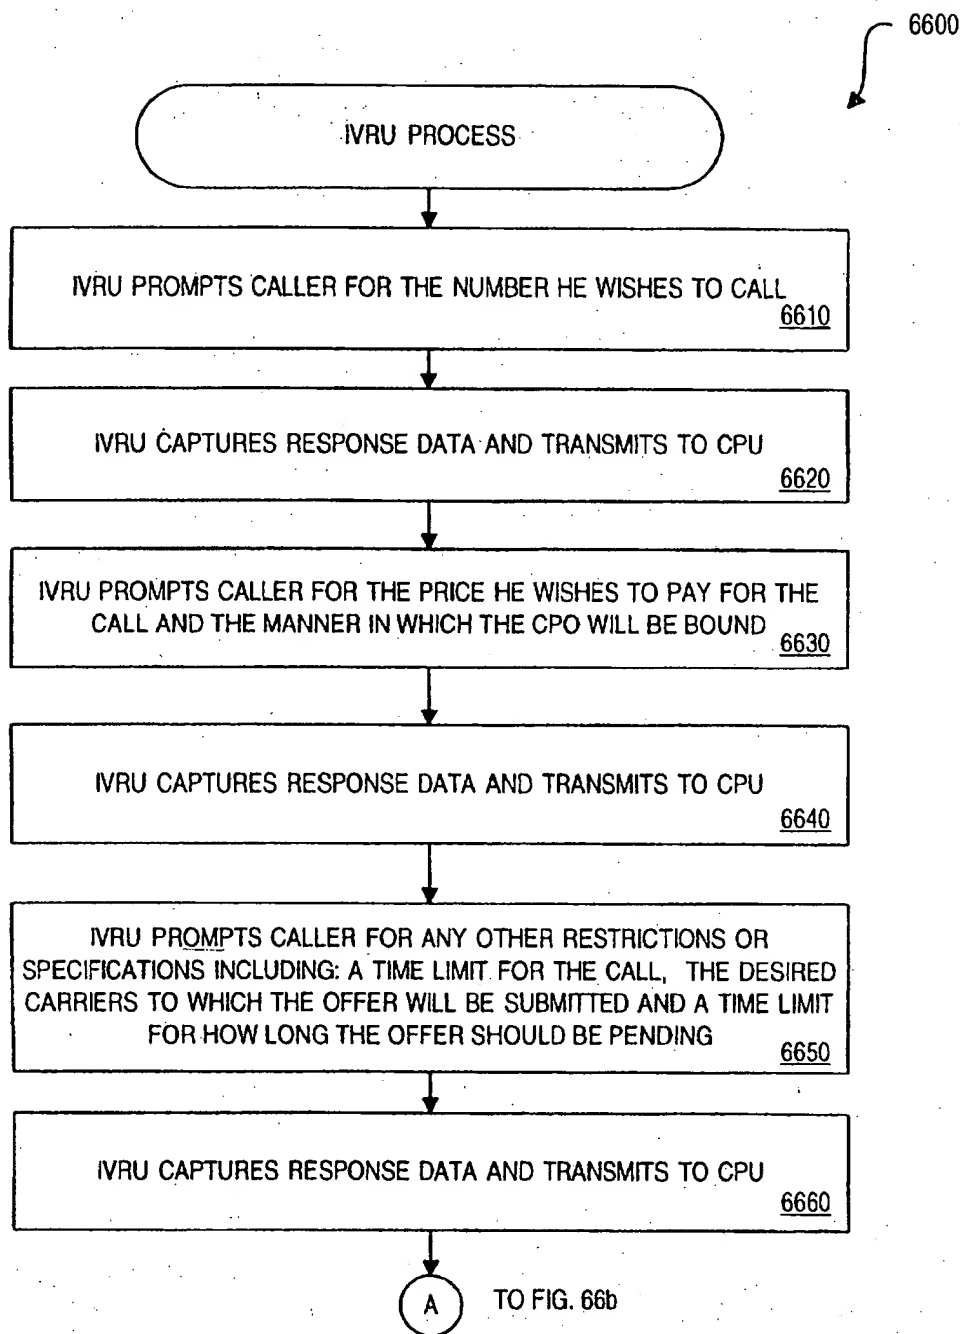 6600
IVRU PROCESS
IVRU PROMPTS CALLER FOR THE NUMBER HE WISHES TO CALL
6610
IVRU CAPTURES RESPONSE DATA AND TRANSMITS TO CPU
6620
IVRU PROMPTS CALLER FOR THE PRICE HE WISHES TO PAY FOR THE
CALL AND THE MANNER IN WHICH THE CPO WILL BE BOUND
6630
IVRU CAPTURES RESPONSE DATA AND TRANSMITS TO CPU
6640
IVRU PROMPTS CALLER FOR ANY OTHER RESTRICTIONS OR
SPECIFICATIONS INCLUDING: A TIME LIMIT FOR THE CALL, THE DESIRED
CARRIERS TO WHICH THE OFFER WILL BE SUBMITTED AND A TIME LIMIT
FOR HOW LONG THE OFFER SHOULD BE PENDING
6650
IVRU CAPTURES RESPONSE DATA AND TRANSMITS TO CPU
6660
A TO FIG. 66b